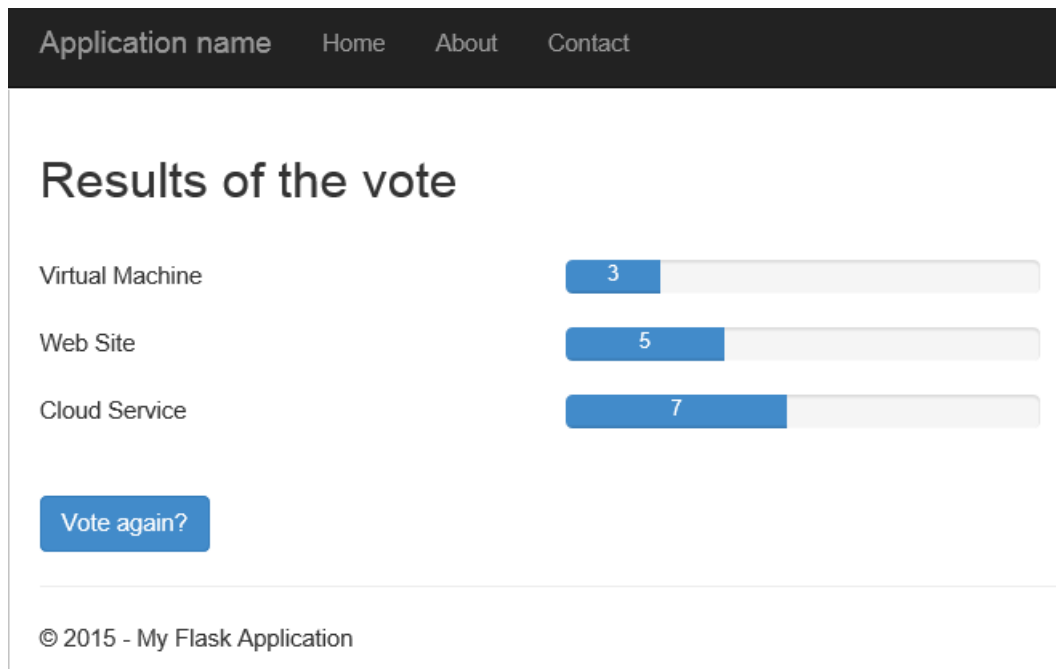 Application name Home About Contact
Results of the vote
Virtual Machine 3
Web Site 5
Cloud Service 7
Vote again?
© 2015 - My Flask Application